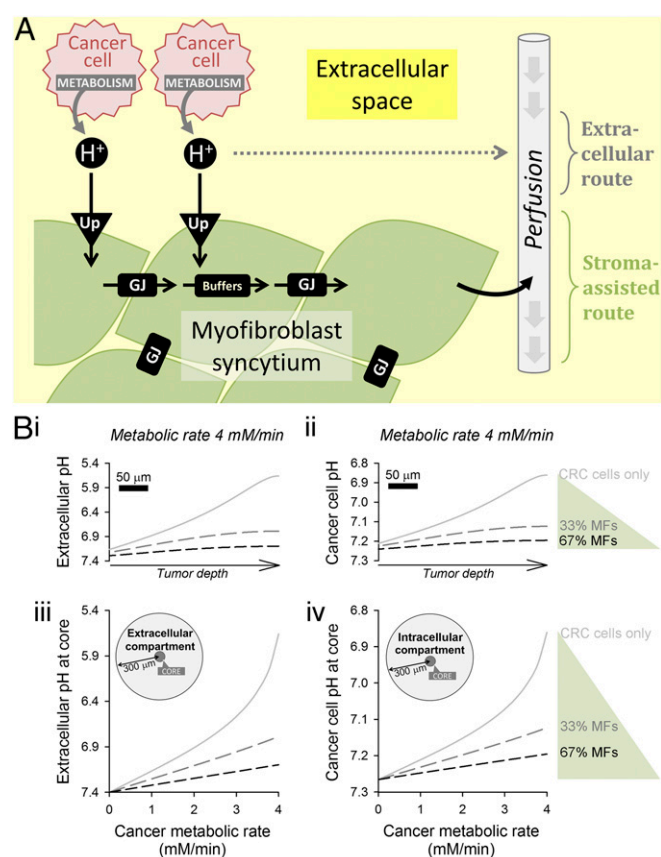 A
Cancer
cell
METABOLISM
Cancer
cell
METABOLISM
Extracellular
space
H+
H+
Perfusion
Extra-
cellular
route
Up
Up
GJ
Buffers
GJ
Stroma-
assisted
route
Myofibroblast
syncytium
GJ
GJ
Bi
Metabolic rate 4 mM/min
Extracellular pH
5.4
5.9
6.4
6.9
7.4
50 μm
Tumor depth
ii
Metabolic rate 4 mM/min
Cancer cell pH
6.8
6.9
7.0
7.1
7.2
7.3
50 μm
Tumor depth
CRC cells only
33% MFs
67% MFs
iii
Extracellular pH at core
5.4
5.9
6.4
6.9
7.4
Extracellular
compartment
300 μm
CORE
0 1 2 3 4
Cancer metabolic rate
(mM/min)
iv
Cancer cell pH at core
6.8
6.9
7.0
7.1
7.2
7.3
Intracellular
compartment
300 μm
CORE
0 1 2 3 4
Cancer metabolic rate
(mM/min)
CRC cells only
33% MFs
67% MFs